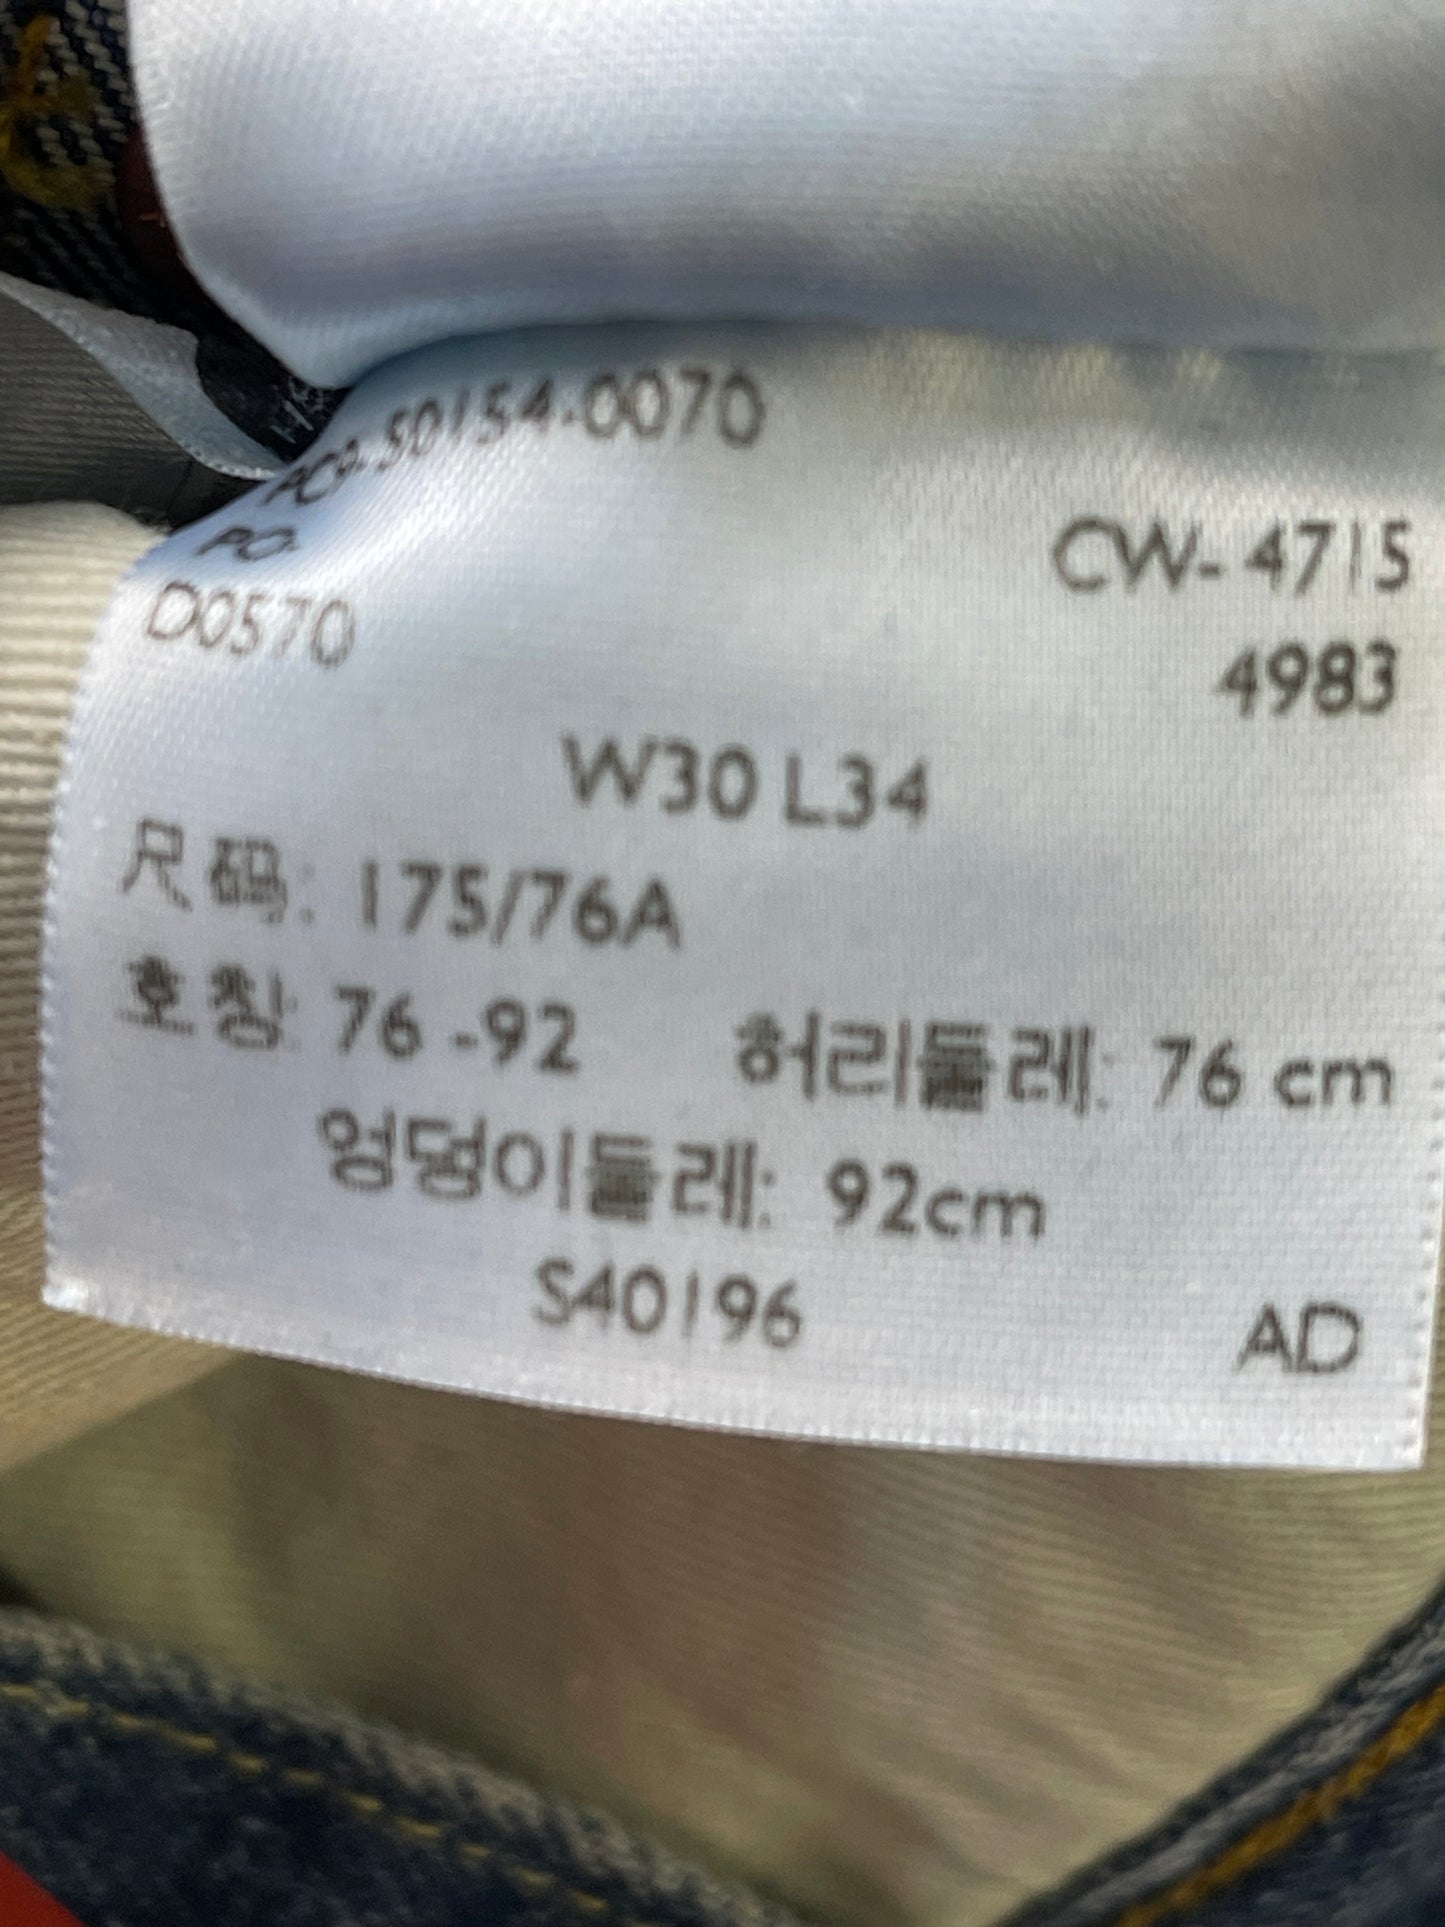 PC9-50154-0070
PO-
D0570
CW- 4715
4983
W30 L34
尺码: 175/76A
호칭: 76 -92 허리둘레: 76 cm
엉덩이둘레: 92cm
S40196 AD